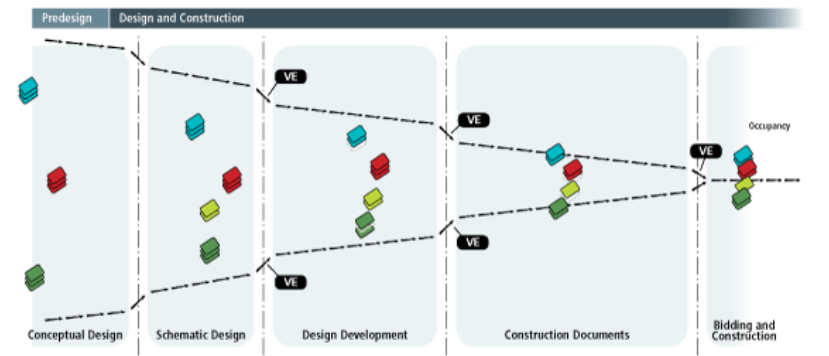 Predesign
Design and Construction
VE
VE
VE
Occupancy
VE
VE
Conceptual Design
Schematic Design
Design Development
Construction Documents
Bidding and
Construction